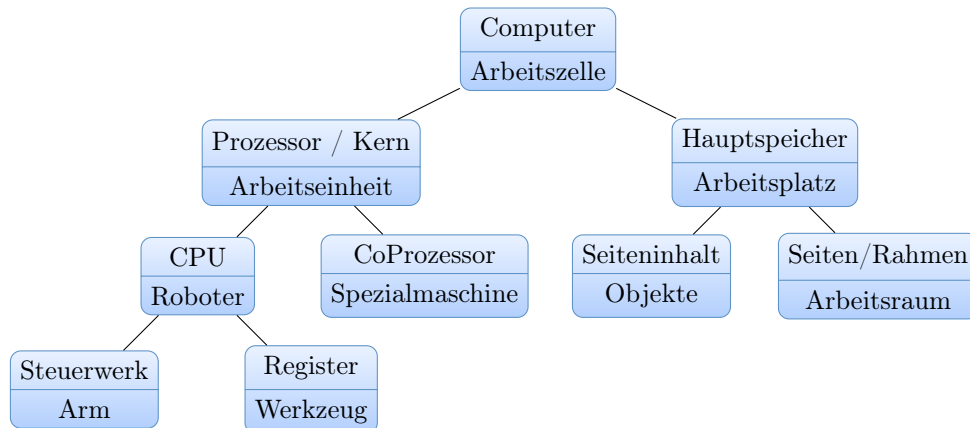 Computer
Arbeitszelle
Prozessor / Kern
Arbeitseinheit
Hauptspeicher
Arbeitsplatz
CPU
Roboter
CoProzessor
Spezialmaschine
Seiteninhalt
Objekte
Seiten/Rahmen
Arbeitsraum
Steuerwerk
Arm
Register
Werkzeug